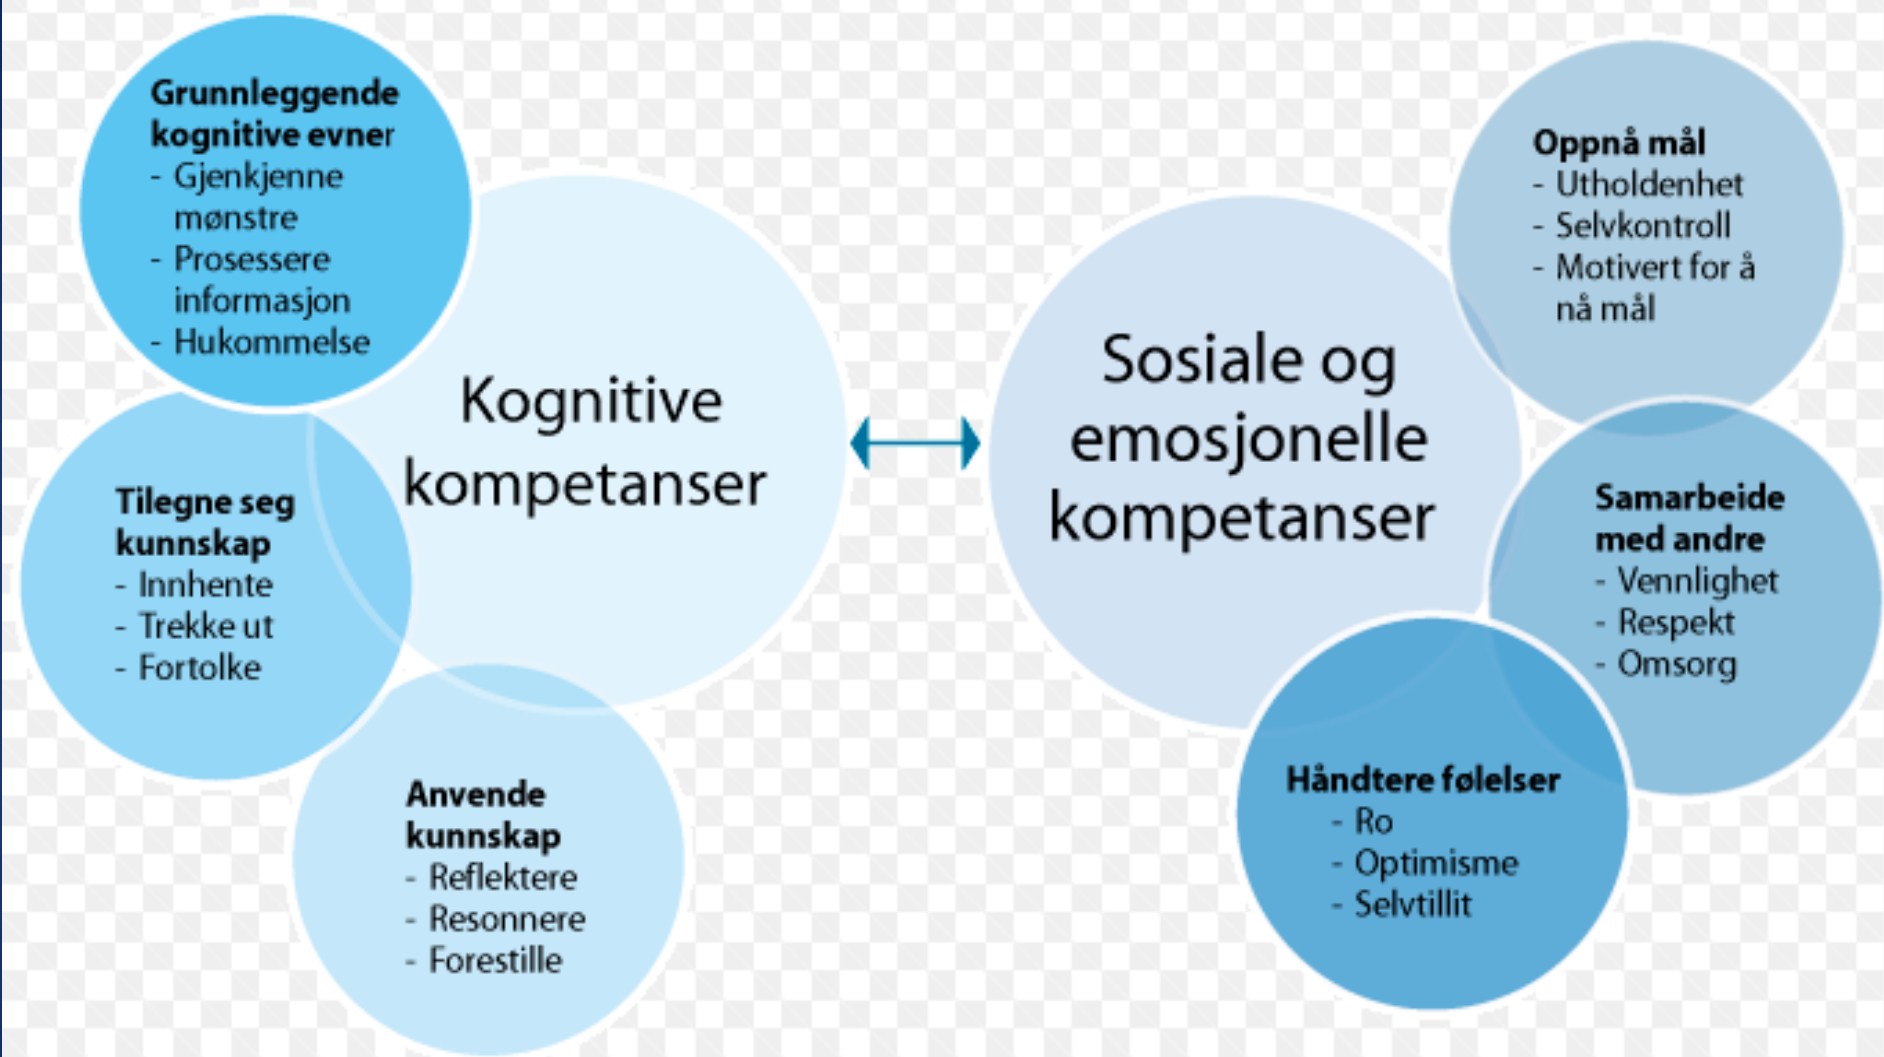 Grunnleggende
kognitive evner
- Gjenkjenne
mønstre
- Prosessere
informasjon
- Hukommelse
Kognitive
kompetanser
Tilegne seg
kunnskap
- Innhente
- Trekke ut
- Fortolke
Anvende
kunnskap
- Reflektere
- Resonnere
- Forestille
Sosiale og
emosjonelle
kompetanser
Oppnå mål
- Utholdenhet
- Selvkontroll
- Motivert for å
nå mål
Samarbeide
med andre
- Vennlighet
- Respekt
- Omsorg
Håndtere følelser
- Ro
- Optimisme
- Selvtillit